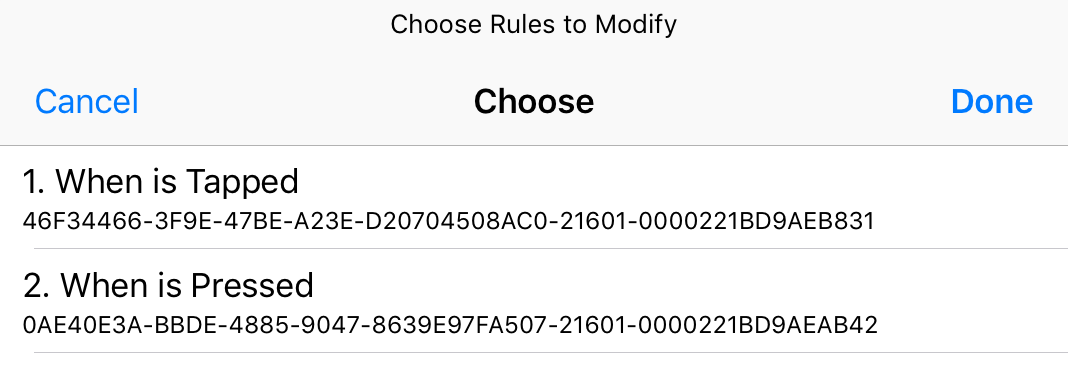 Choose Rules to Modify
Cancel Choose Done
1. When is Tapped
46F34466-3F9E-47BE-A23E-D20704508AC0-21601-0000221BD9AEB831
2. When is Pressed
0AE40E3A-BBDE-4885-9047-8639E97FA507-21601-0000221BD9AEAB42